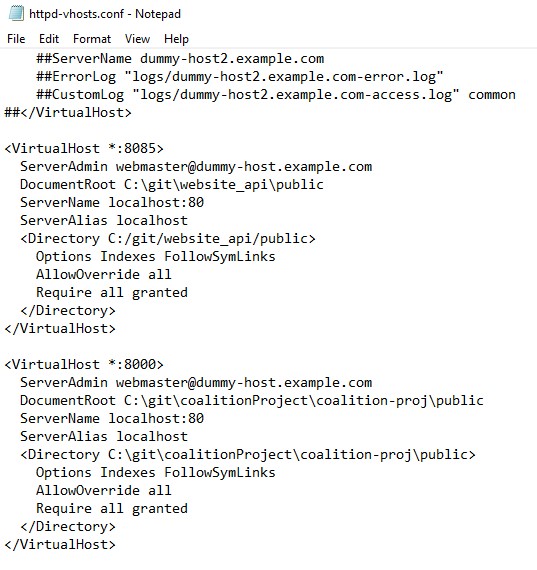 httpd-vhosts.conf - Notepad
File Edit Format View Help
##ServerName dummy-host2.example.com
##ErrorLog "logs/dummy-host2.example.com-error.log"
##CustomLog "logs/dummy-host2.example.com-access.log" common
##</VirtualHost>
<VirtualHost *:8085>
ServerAdmin webmaster@dummy-host.example.com
DocumentRoot C:\git\website_api\public
ServerName localhost:80
ServerAlias localhost
<Directory C:/git/website_api/public>
Options Indexes FollowSymLinks
AllowOverride all
Require all granted
</Directory>
</VirtualHost>
<VirtualHost *:8000>
ServerAdmin webmaster@dummy-host.example.com
DocumentRoot C:\git\coalitionProject\coalition-proj\public
ServerName localhost:80
ServerAlias localhost
<Directory C:\git\coalitionProject\coalition-proj\public>
Options Indexes FollowSymLinks
AllowOverride all
Require all granted
</Directory>
</VirtualHost>